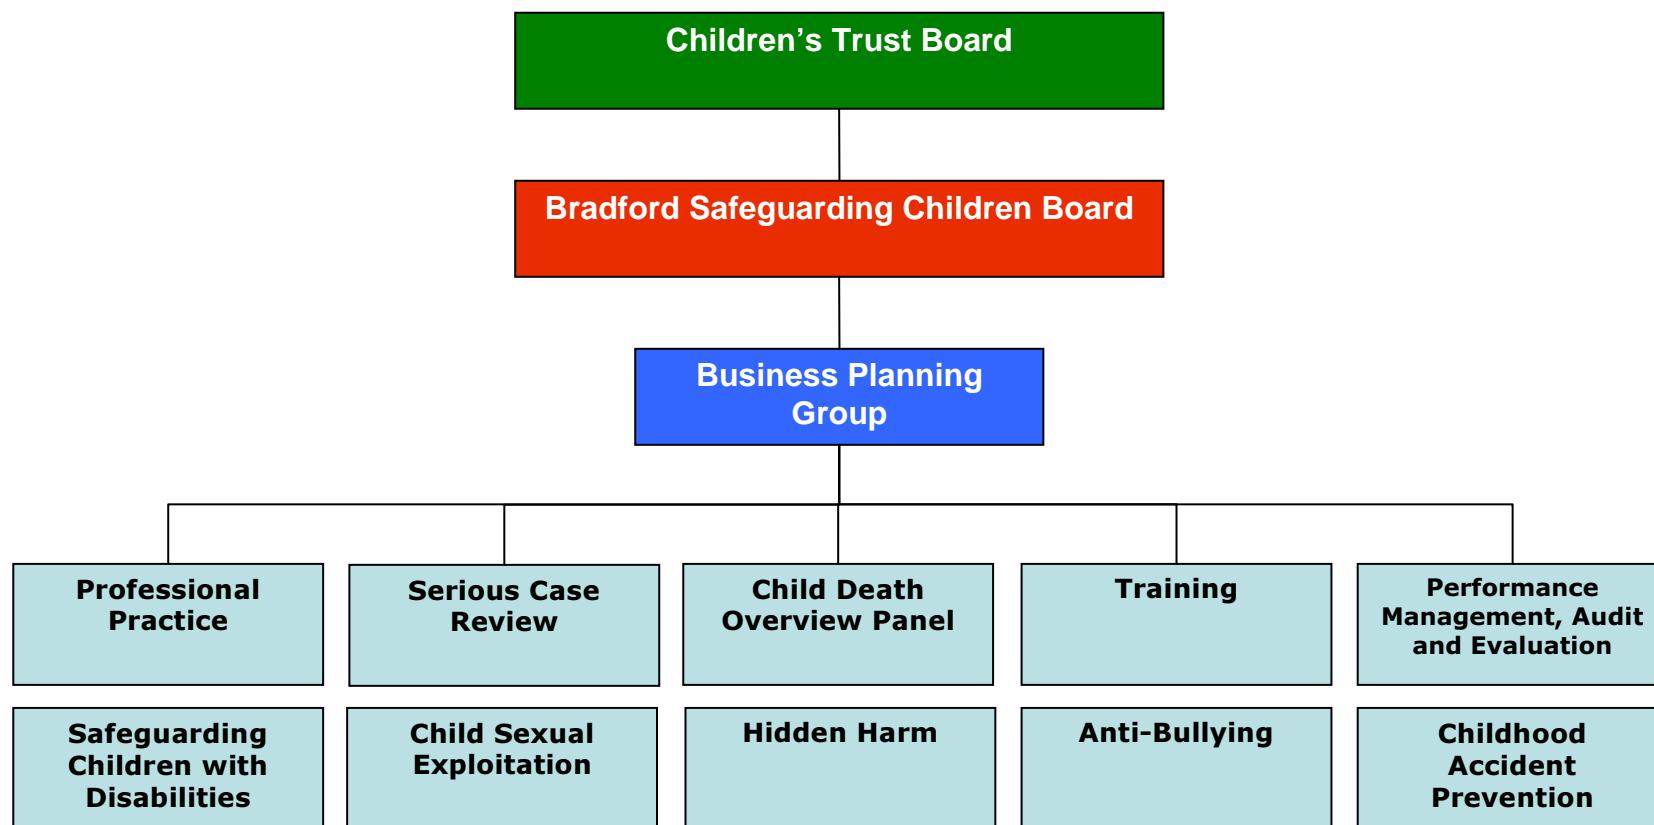 Children’s Trust Board
Bradford Safeguarding Children Board
Business Planning
Group
Professional
Practice
Serious Case
Review
Child Death
Overview Panel
Training
Performance
Management, Audit
and Evaluation
Safeguarding
Children with
Disabilities
Child Sexual
Exploitation
Hidden Harm
Anti-Bullying
Childhood
Accident
Prevention